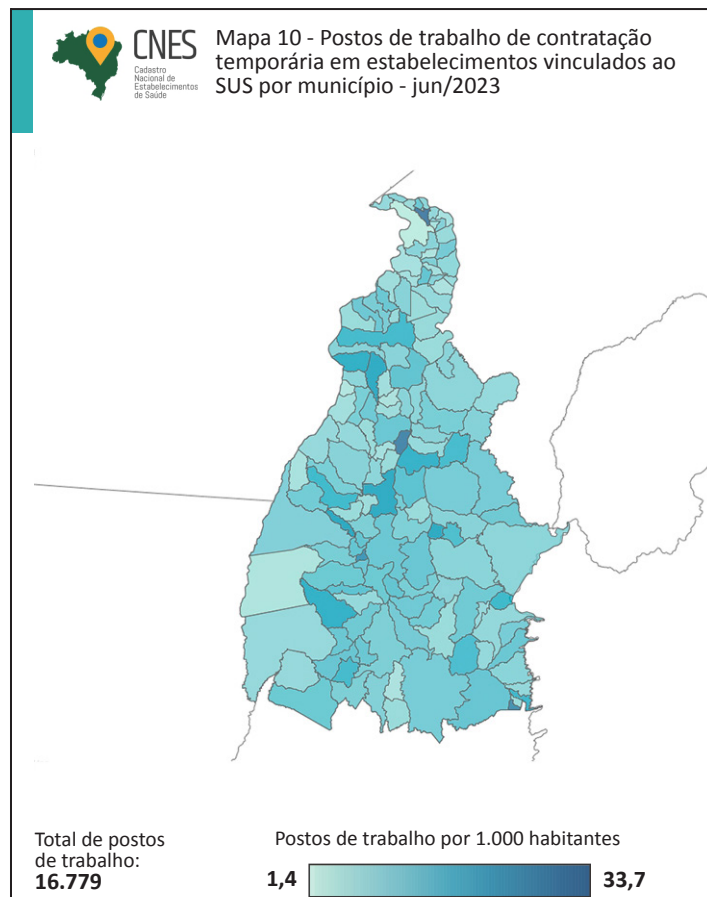 CNES
Cadastro
Nacional de
Estabelecimentos
de Saúde
Mapa 10 - Postos de trabalho de contratação
temporária em estabelecimentos vinculados ao
SUS por município - jun/2023
Total de postos
de trabalho:
16.779
Postos de trabalho por 1.000 habitantes
1,4
33,7